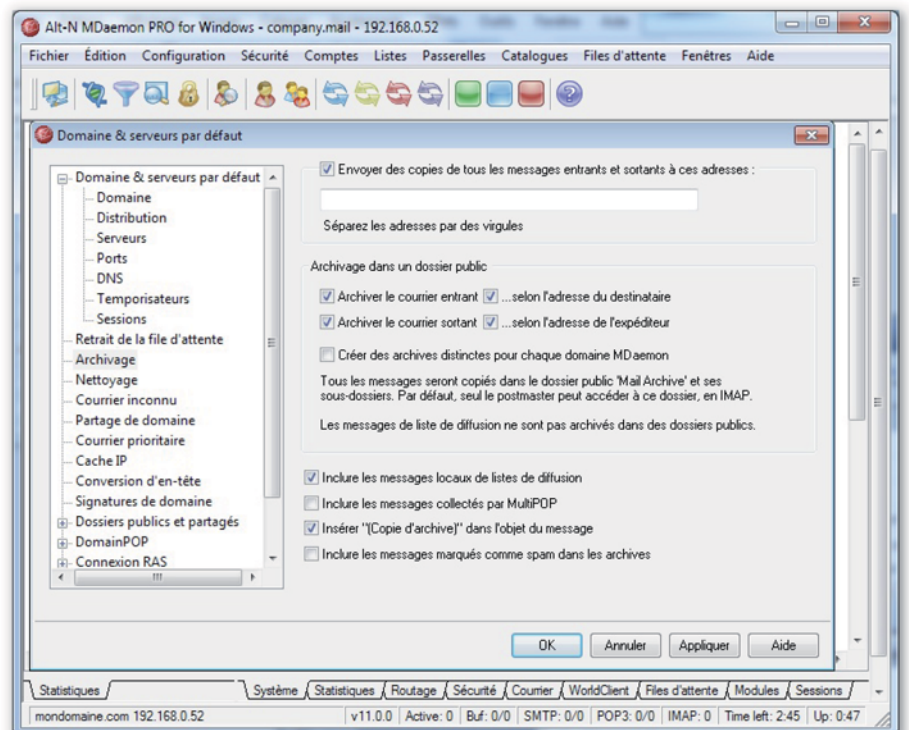 Alt-N MDaemon PRO for Windows - company.mail - 192.168.0.52
Fichier Édition Configuration Sécurité Comptes Listes Passerelles Catalogues Files d'attente Fenêtres Aide
Domaine & serveurs par défaut
Domaine & serveurs par défaut
Domaine
Distribution
Serveurs
Ports
DNS
Temporisateurs
Sessions
Retrait de la file d'attente
Archivage
Nettoyage
Courrier inconnu
Partage de domaine
Courrier prioritaire
Cache IP
Conversion d'en-tête
Signatures de domaine
Dossiers publics et partagés
DomainPOP
Connexion RAS
Envoyer des copies de tous les messages entrants et sortants à ces adresses :
Séparez les adresses par des virgules
Archivage dans un dossier public
Archiver le courrier entrant ...selon l'adresse du destinataire
Archiver le courrier sortant ...selon l'adresse de l'expéditeur
Créer des archives distinctes pour chaque domaine MDaemon
Tous les messages seront copiés dans le dossier public 'Mail Archive' et ses
sous-dossiers. Par défaut, seul le postmaster peut accéder à ce dossier, en IMAP.
Les messages de liste de diffusion ne sont pas archivés dans des dossiers publics.
Inclure les messages locaux de listes de diffusion
Inclure les messages collectés par MultiPOP
Insérer "(Copie d'archive)" dans l'objet du message
Inclure les messages marqués comme spam dans les archives
OK Annuler Appliquer Aide
Statistiques Système Statistiques Routage Sécurité Courrier WorldClient Files d'attente Modules Sessions
mondomaine.com 192.168.0.52 v11.0.0 Active: 0 Buf: 0/0 SMTP: 0/0 POP3: 0/0 IMAP: 0 Time left: 2:45 Up: 0:47